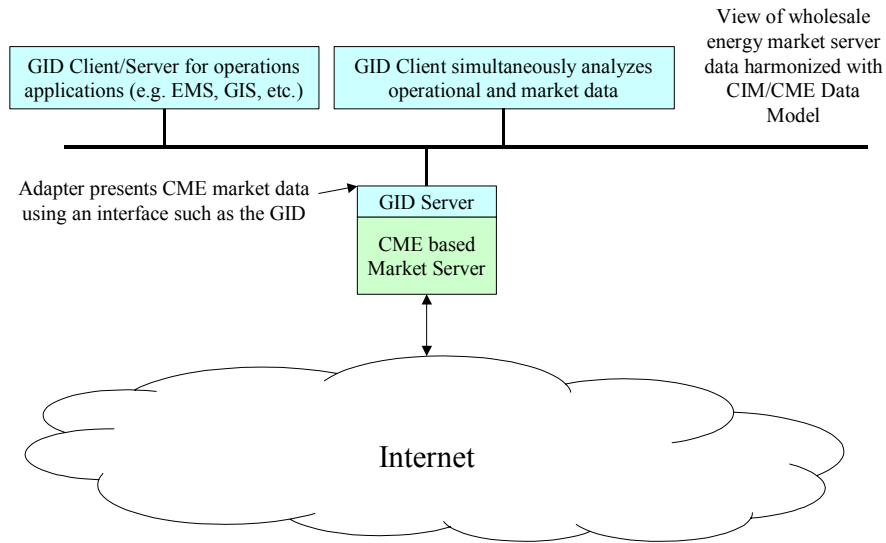 View of wholesale
energy market server
data harmonized with
CIM/CME Data
Model
GID Client/Server for operations
applications (e.g. EMS, GIS, etc.)
GID Client simultaneously analyzes
operational and market data
Adapter presents CME market data
using an interface such as the GID
GID Server
CME based
Market Server
Internet